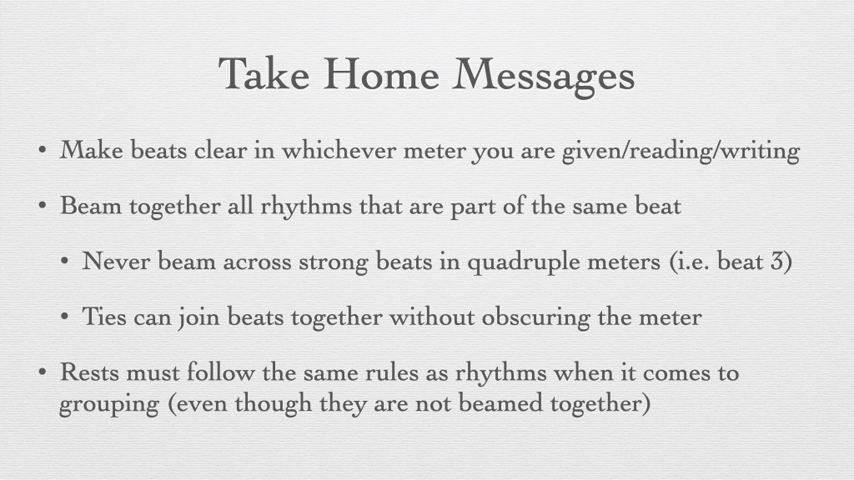 Take Home Messages
• Make beats clear in whichever meter you are given/reading/writing
• Beam together all rhythms that are part of the same beat
• Never beam across strong beats in quadruple meters (i.e. beat 3)
• Ties can join beats together without obscuring the meter
• Rests must follow the same rules as rhythms when it comes to
grouping (even though they are not beamed together)